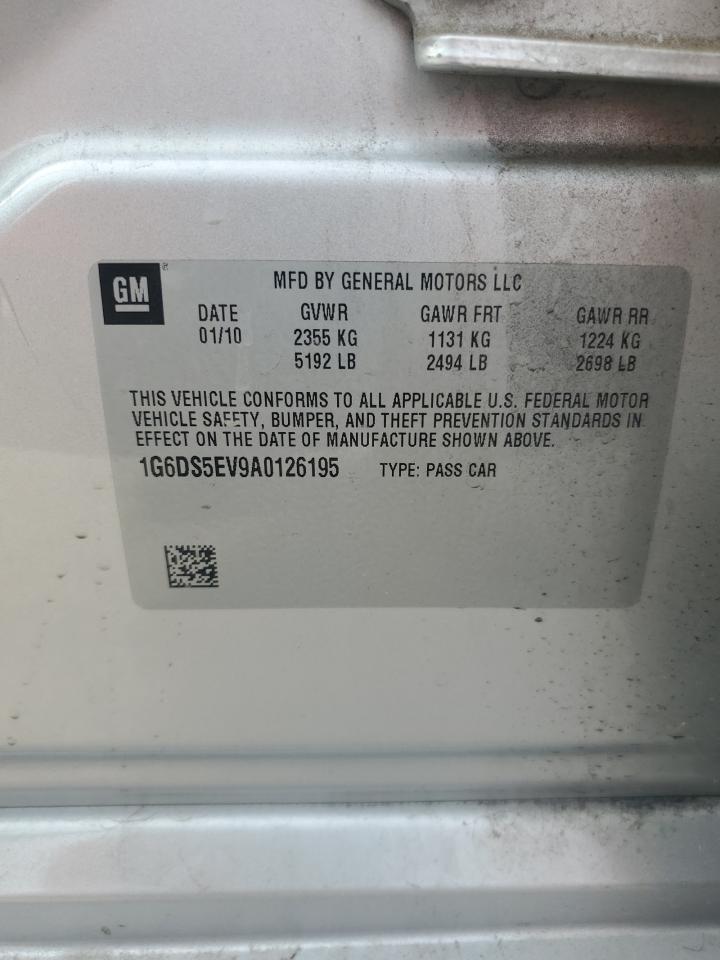 GM
MFD BY GENERAL MOTORS LLC
DATE GVWR GAWR FRT GAWR RR
01/10 2355 KG 1131 KG 1224 KG
5192 LB 2494 LB 2698 LB
THIS VEHICLE CONFORMS TO ALL APPLICABLE U.S. FEDERAL MOTOR
VEHICLE SAFETY, BUMPER, AND THEFT PREVENTION STANDARDS IN
EFFECT ON THE DATE OF MANUFACTURE SHOWN ABOVE.
1G6DS5EV9A0126195 TYPE: PASS CAR